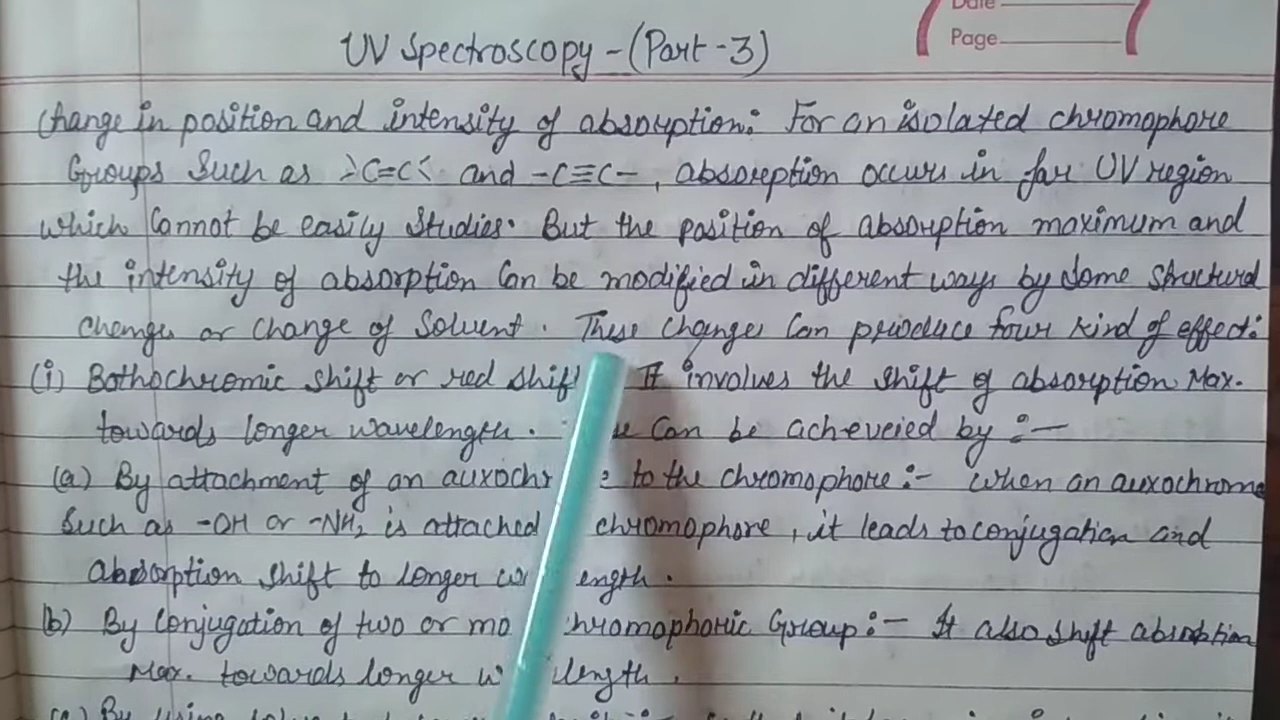 Date
Page
UV Spectroscopy - (Part - 3)
Change in position and intensity of absorption: For an isolated chromophore
Groups Such as >C=C< and -C≡C-, absorption occurs in far UV region
which Cannot be easily Studies. But the position of absorption maximum and
the intensity of absorption Can be modified in different ways by some structural
Changes or Change of Solvent. These Changes Can produce four kind of effect:
(i) Bathochromic shift or red shif It involves the shift of absorption Max.
towards longer wavelength. Can be acheveied by :-
(a) By attachment of an auxochr to the chromophore :- When an auxochrome
Such as -OH or -NH₂ is attached chromophore, it leads to conjugation and
absorption shift to longer w ength.
(b) By Conjugation of two or mo hromophoric Group :- It also shift absorption
Max. towards longer w length.
By using